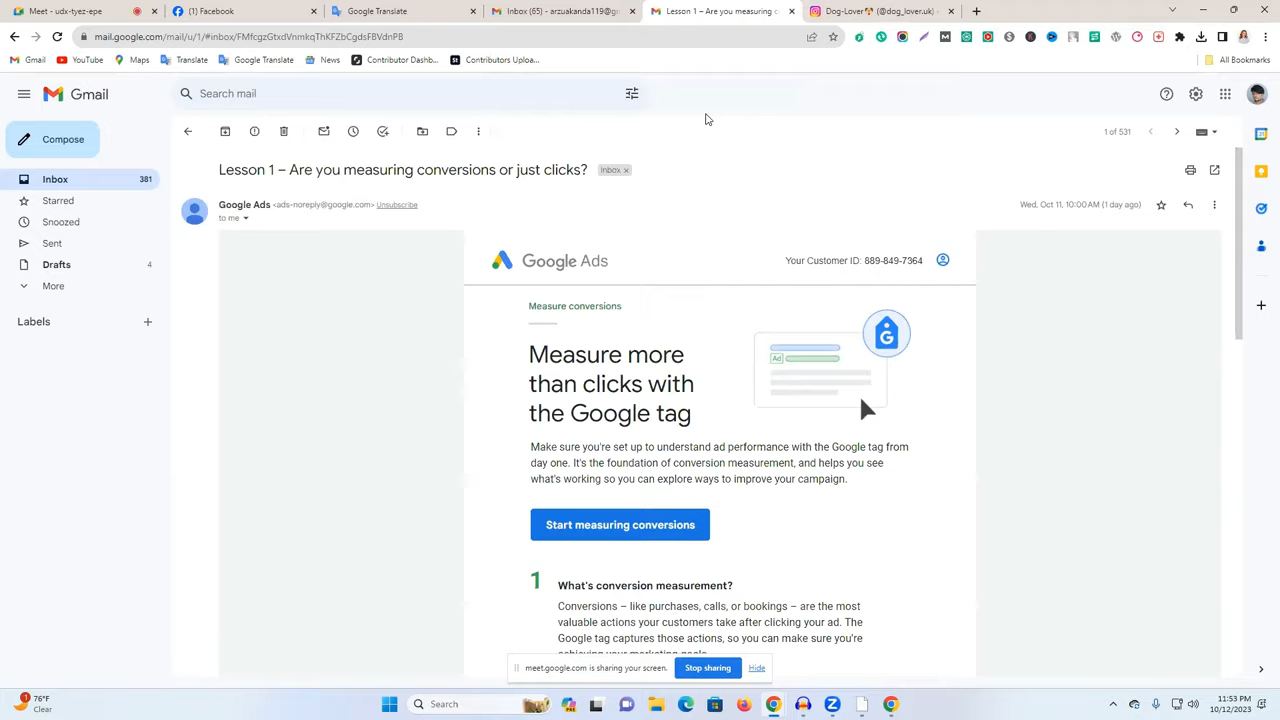 Meet - udx-tyez-epe
Facebook
Google Translate
Inbox (65) - arzuakanda119@g
Lesson 1 – Are you measuring c
Dog-Lover (@dog_lover.uk)
mail.google.com/mail/u/1/#inbox/FMfcgzGtxdVnmkqThKFZbCgdsFBVdnPB
Gmail
YouTube
Maps
Translate
Google Translate
News
Contributor Dashb...
Contributors Uploa...
All Bookmarks
Gmail
Search mail
Compose
1 of 531
Inbox 381
Starred
Snoozed
Sent
Drafts 4
More
Labels
Lesson 1 – Are you measuring conversions or just clicks?
Inbox x
Google Ads <ads-noreply@google.com> Unsubscribe
to me
Wed, Oct 11, 10:00AM (1 day ago)
Google Ads
Your Customer ID: 889-849-7364
Measure conversions
Measure more
than clicks with
the Google tag
G
Ad
Make sure you're set up to understand ad performance with the Google tag from
day one. It's the foundation of conversion measurement, and helps you see
what's working so you can explore ways to improve your campaign.
Start measuring conversions
1 What's conversion measurement?
Conversions – like purchases, calls, or bookings – are the most
valuable actions your customers take after clicking your ad. The
Google tag captures those actions, so you can make sure you're
meet.google.com is sharing your screen.
Stop sharing
Hide
1
76°F
Clear
Search
11:53 PM
10/12/2023